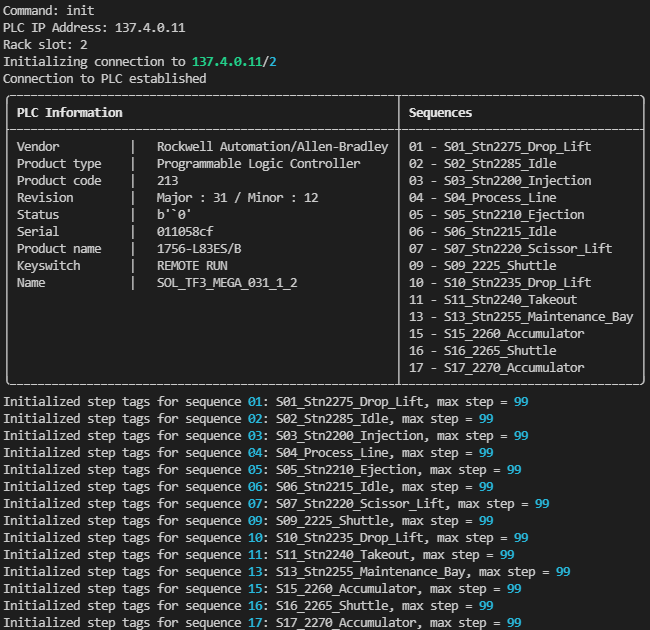 Command: init
PLC IP Address: 137.4.0.11
Rack slot: 2
Initializing connection to 137.4.0.11/2
Connection to PLC established
PLC Information
Vendor | Rockwell Automation/Allen-Bradley
Product type | Programmable Logic Controller
Product code | 213
Revision | Major : 31 / Minor : 12
Status | b'`0'
Serial | 011058cf
Product name | 1756-L83ES/B
Keyswitch | REMOTE RUN
Name | SOL_TF3_MEGA_031_1_2
Sequences
01 - S01_Stn2275_Drop_Lift
02 - S02_Stn2285_Idle
03 - S03_Stn2200_Injection
04 - S04_Process_Line
05 - S05_Stn2210_Ejection
06 - S06_Stn2215_Idle
07 - S07_Stn2220_Scissor_Lift
09 - S09_2225_Shuttle
10 - S10_Stn2235_Drop_Lift
11 - S11_Stn2240_Takeout
13 - S13_Stn2255_Maintenance_Bay
15 - S15_2260_Accumulator
16 - S16_2265_Shuttle
17 - S17_2270_Accumulator
Initialized step tags for sequence 01: S01_Stn2275_Drop_Lift, max step = 99
Initialized step tags for sequence 02: S02_Stn2285_Idle, max step = 99
Initialized step tags for sequence 03: S03_Stn2200_Injection, max step = 99
Initialized step tags for sequence 04: S04_Process_Line, max step = 99
Initialized step tags for sequence 05: S05_Stn2210_Ejection, max step = 99
Initialized step tags for sequence 06: S06_Stn2215_Idle, max step = 99
Initialized step tags for sequence 07: S07_Stn2220_Scissor_Lift, max step = 99
Initialized step tags for sequence 09: S09_2225_Shuttle, max step = 99
Initialized step tags for sequence 10: S10_Stn2235_Drop_Lift, max step = 99
Initialized step tags for sequence 11: S11_Stn2240_Takeout, max step = 99
Initialized step tags for sequence 13: S13_Stn2255_Maintenance_Bay, max step = 99
Initialized step tags for sequence 15: S15_2260_Accumulator, max step = 99
Initialized step tags for sequence 16: S16_2265_Shuttle, max step = 99
Initialized step tags for sequence 17: S17_2270_Accumulator, max step = 99